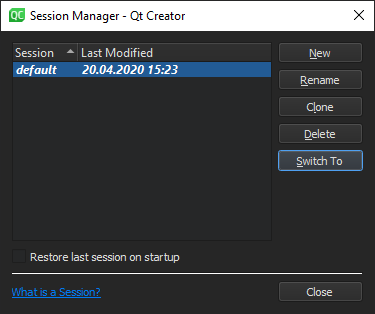 QC Session Manager - Qt Creator
Session Last Modified
default 20.04.2020 15:23
New
Rename
Clone
Delete
Switch To
Restore last session on startup
What is a Session?
Close